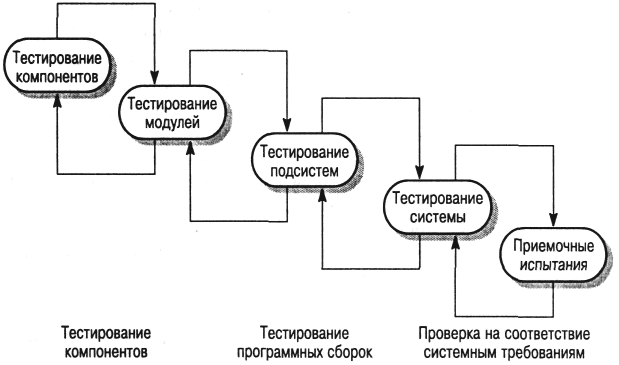 Тестирование
компонентов
Тестирование
модулей
Тестирование
подсистем
Тестирование
системы
Приемочные
испытания
Тестирование
компонентов
Тестирование
программных сборок
Проверка на соответствие
системным требованиям